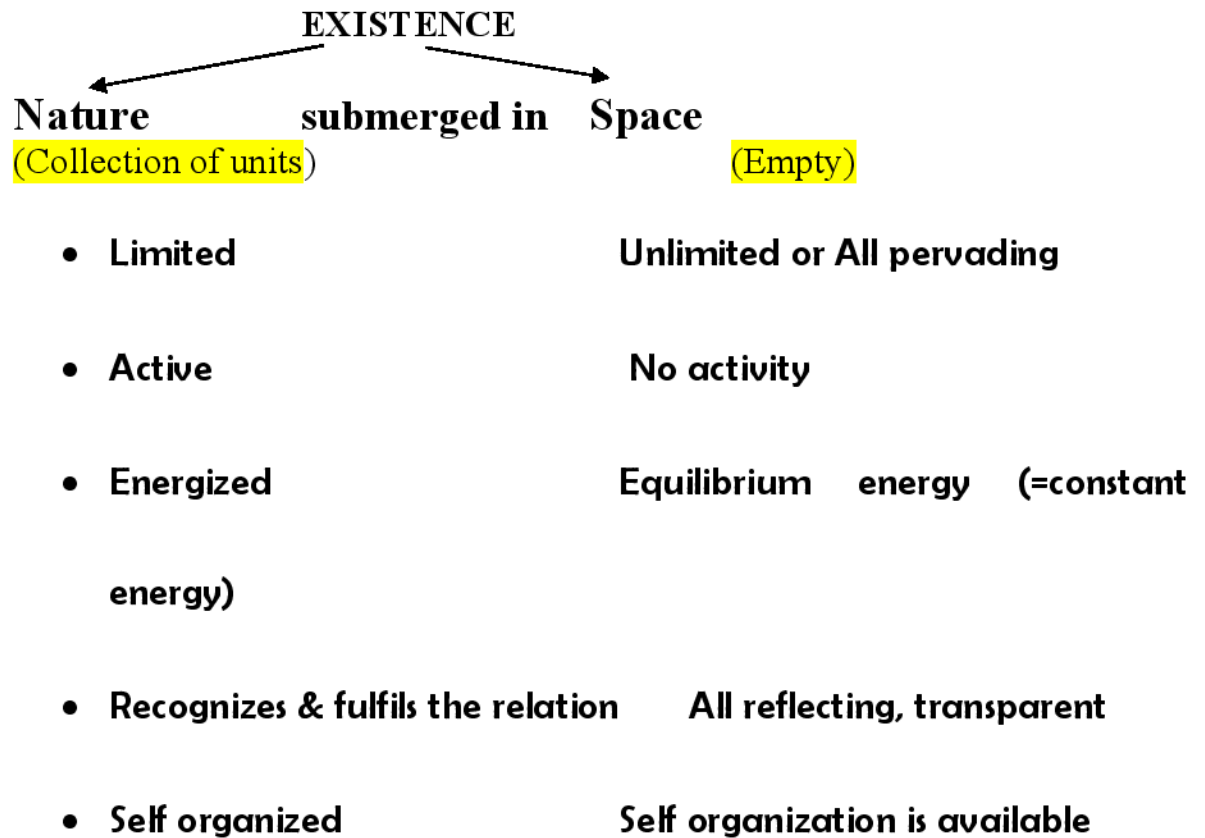 EXISTENCE
Nature submerged in Space
(Collection of units) (Empty)
• Limited Unlimited or All pervading
• Active No activity
• Energized Equilibrium energy (=constant
energy)
• Recognizes & fulfils the relation All reflecting, transparent
• Self organized Self organization is available